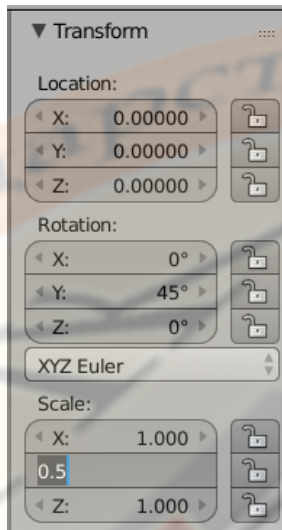 Transform
Location:
X: 0.00000
Y: 0.00000
Z: 0.00000
Rotation:
X: 0°
Y: 45°
Z: 0°
XYZ Euler
Scale:
X: 1.000
0.5
Z: 1.000